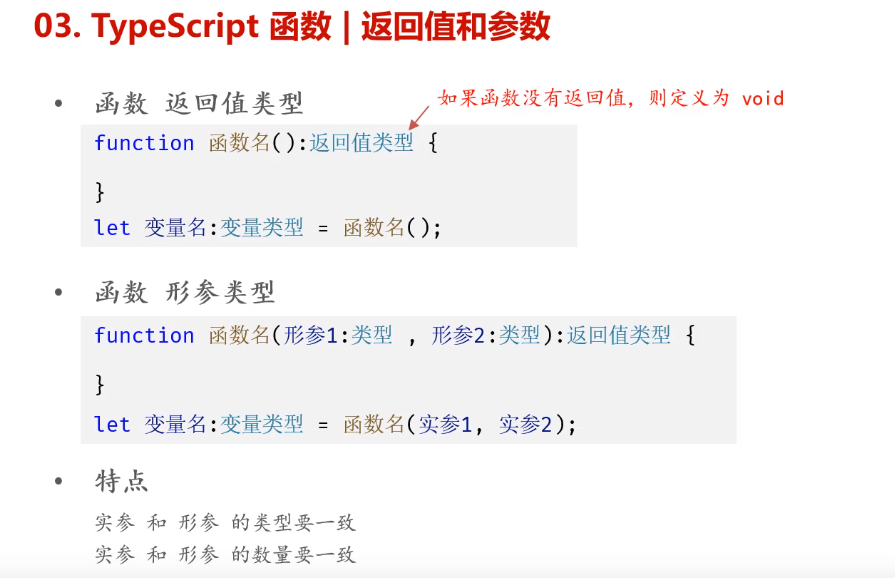 03. TypeScript 函数 | 返回值和参数
• 函数 返回值类型
如果函数没有返回值，则定义为 void
function 函数名():返回值类型 {
}
let 变量名:变量类型 = 函数名();
• 函数 形参类型
function 函数名(形参1:类型 , 形参2:类型):返回值类型 {
}
let 变量名:变量类型 = 函数名(实参1, 实参2);
• 特点
实参 和 形参 的类型要一致
实参 和 形参 的数量要一致